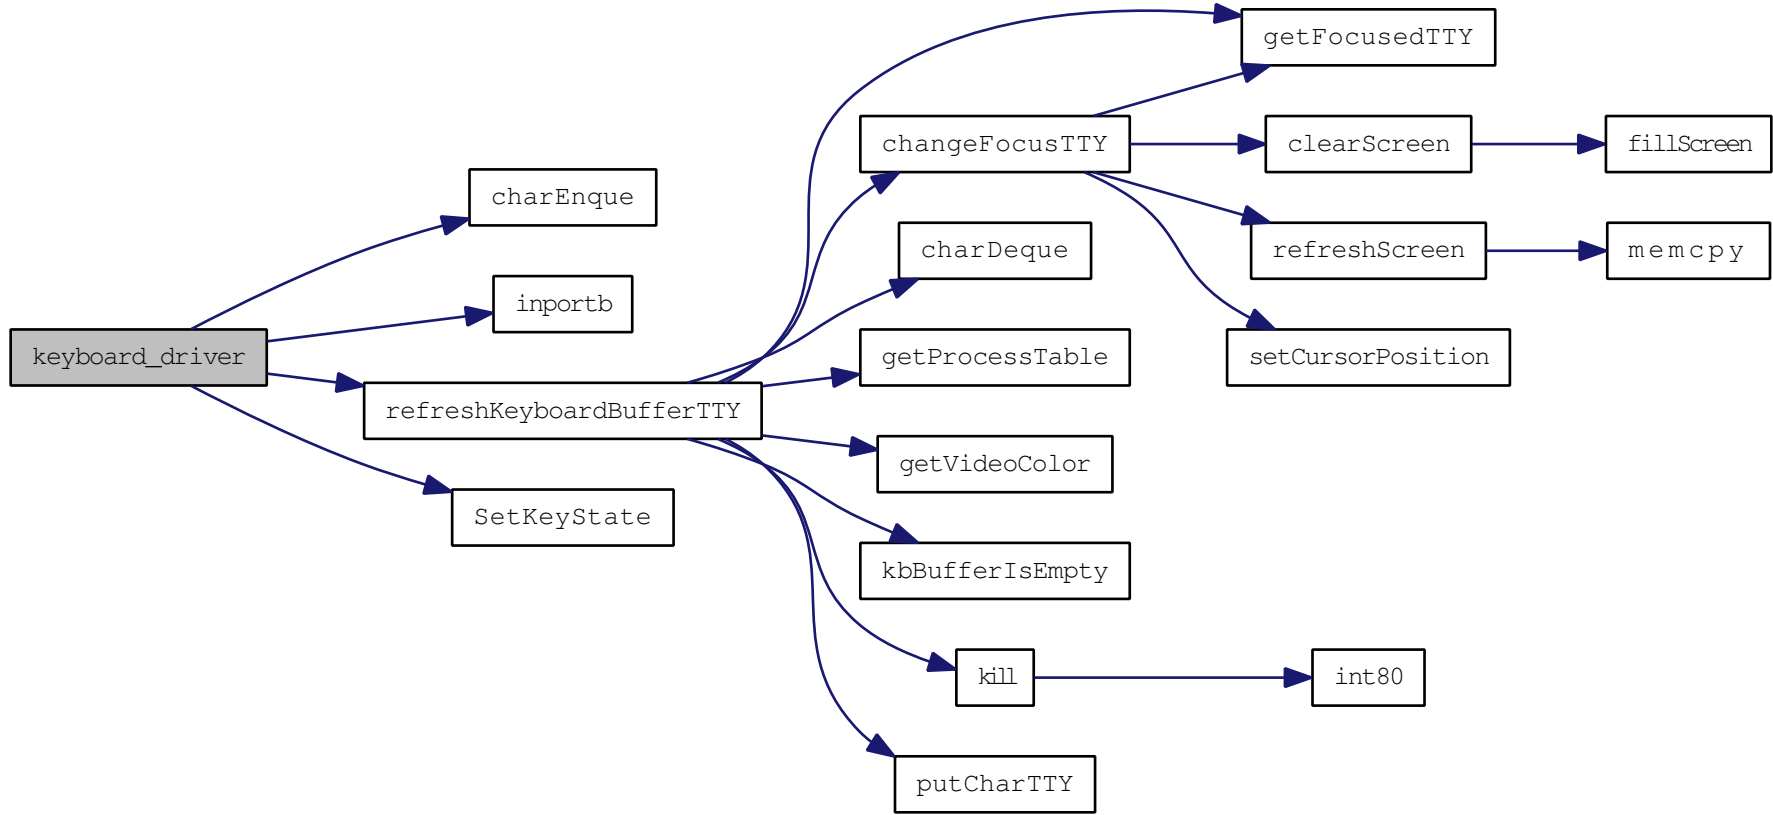 getFocusedTTY
changeFocusTTY
clearScreen
fillScreen
charEnque
charDeque
refreshScreen
memcpy
inportb
keyboard_driver
getProcessTable
setCursorPosition
refreshKeyboardBufferTTY
getVideoColor
SetKeyState
kbBufferIsEmpty
kill
int80
putCharTTY